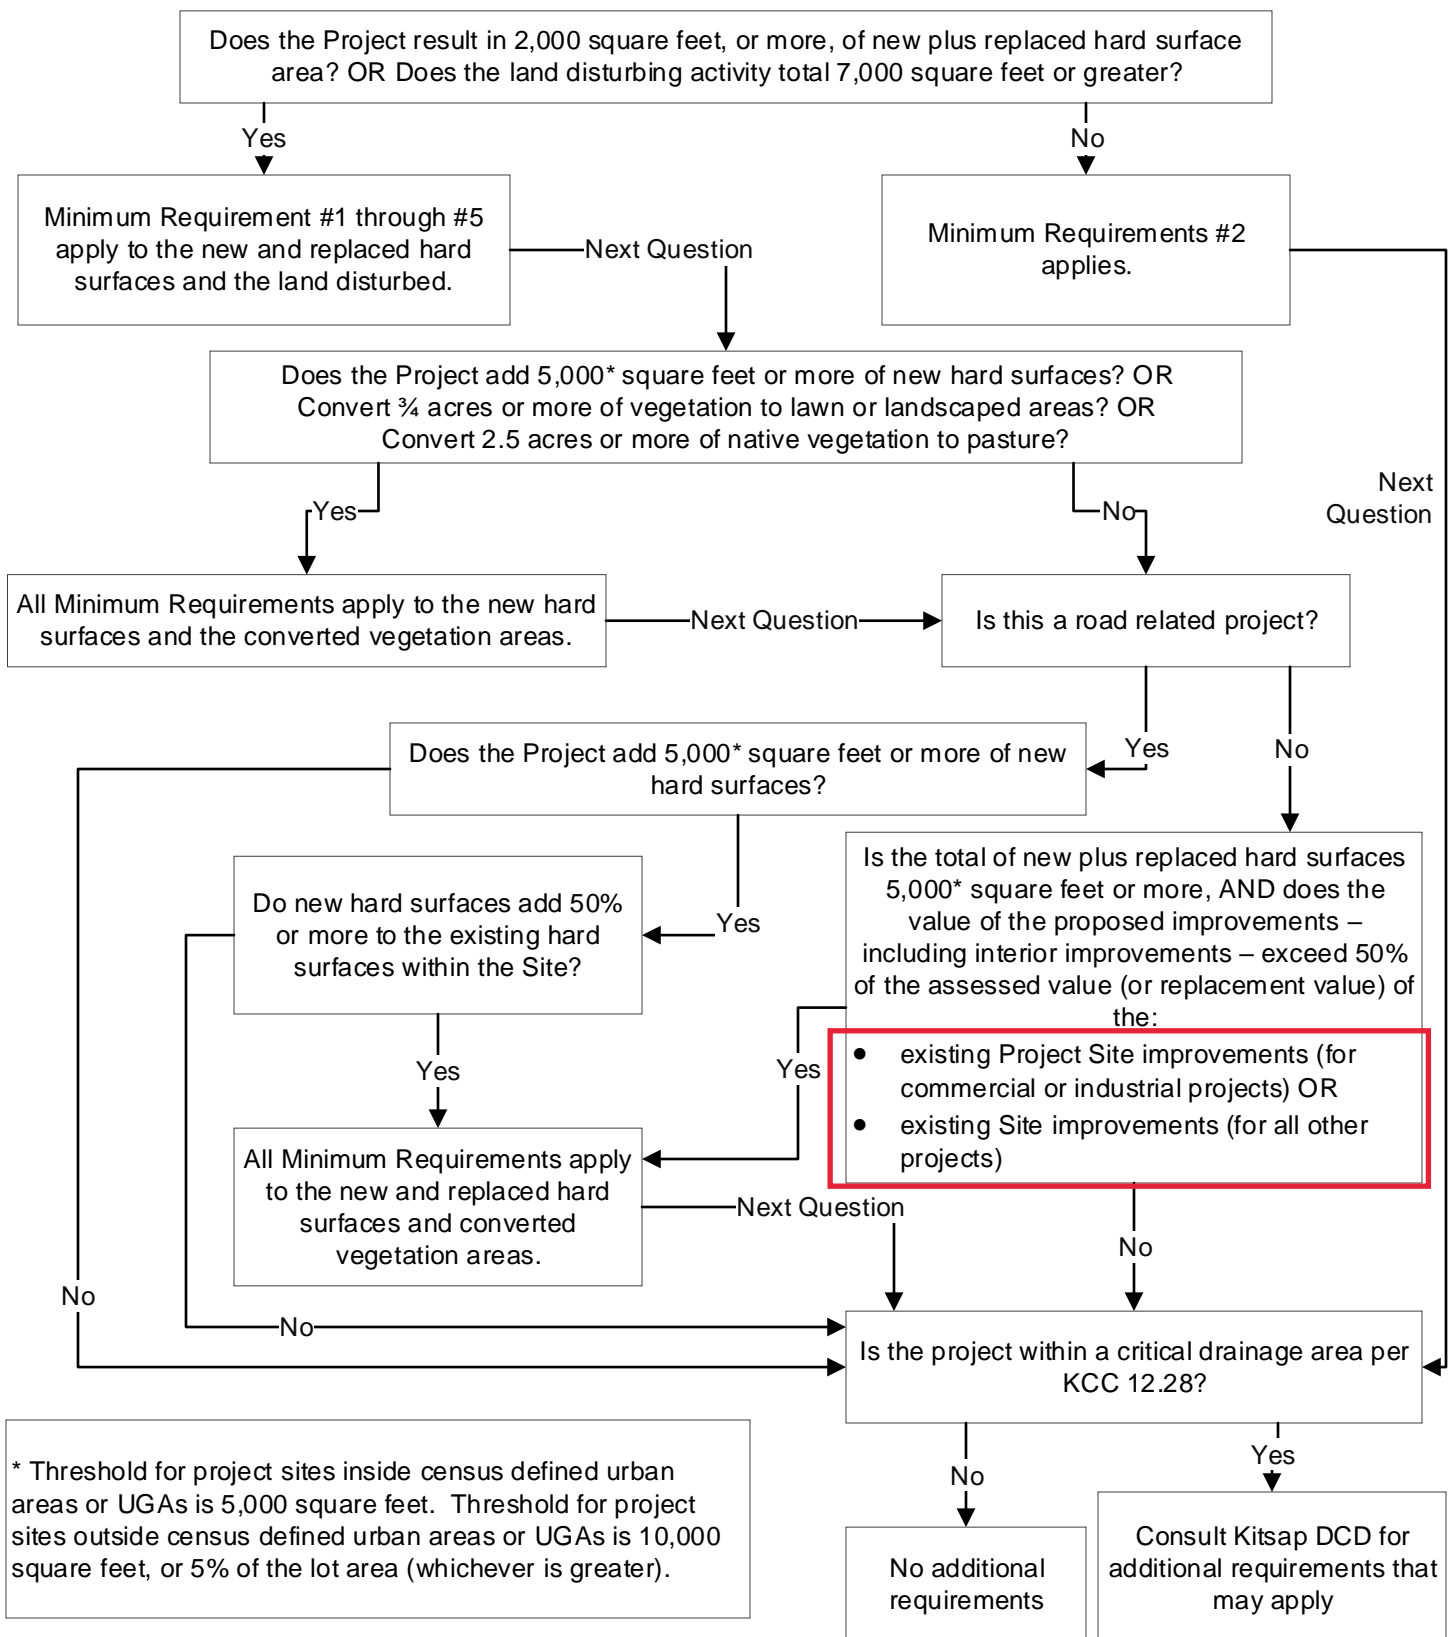 Does the Project result in 2,000 square feet, or more, of new plus replaced hard surface
area? OR Does the land disturbing activity total 7,000 square feet or greater?
Yes
No
Minimum Requirement #1 through #5
apply to the new and replaced hard
surfaces and the land disturbed.
Next Question
Minimum Requirements #2
applies.
Does the Project add 5,000* square feet or more of new hard surfaces? OR
Convert ¾ acres or more of vegetation to lawn or landscaped areas? OR
Convert 2.5 acres or more of native vegetation to pasture?
Next
Question
Yes
No
All Minimum Requirements apply to the new hard
surfaces and the converted vegetation areas.
Next Question
Is this a road related project?
Yes
No
Does the Project add 5,000* square feet or more of new
hard surfaces?
Yes
Do new hard surfaces add 50%
or more to the existing hard
surfaces within the Site?
Is the total of new plus replaced hard surfaces
5,000* square feet or more, AND does the
value of the proposed improvements –
including interior improvements – exceed 50%
of the assessed value (or replacement value) of
the:
• existing Project Site improvements (for
commercial or industrial projects) OR
• existing Site improvements (for all other
projects)
Yes
Yes
All Minimum Requirements apply
to the new and replaced hard
surfaces and converted
vegetation areas.
Next Question
No
No
No
Is the project within a critical drainage area per
KCC 12.28?
No
Yes
* Threshold for project sites inside census defined urban
areas or UGAs is 5,000 square feet. Threshold for project
sites outside census defined urban areas or UGAs is 10,000
square feet, or 5% of the lot area (whichever is greater).
No additional
requirements
Consult Kitsap DCD for
additional requirements that
may apply